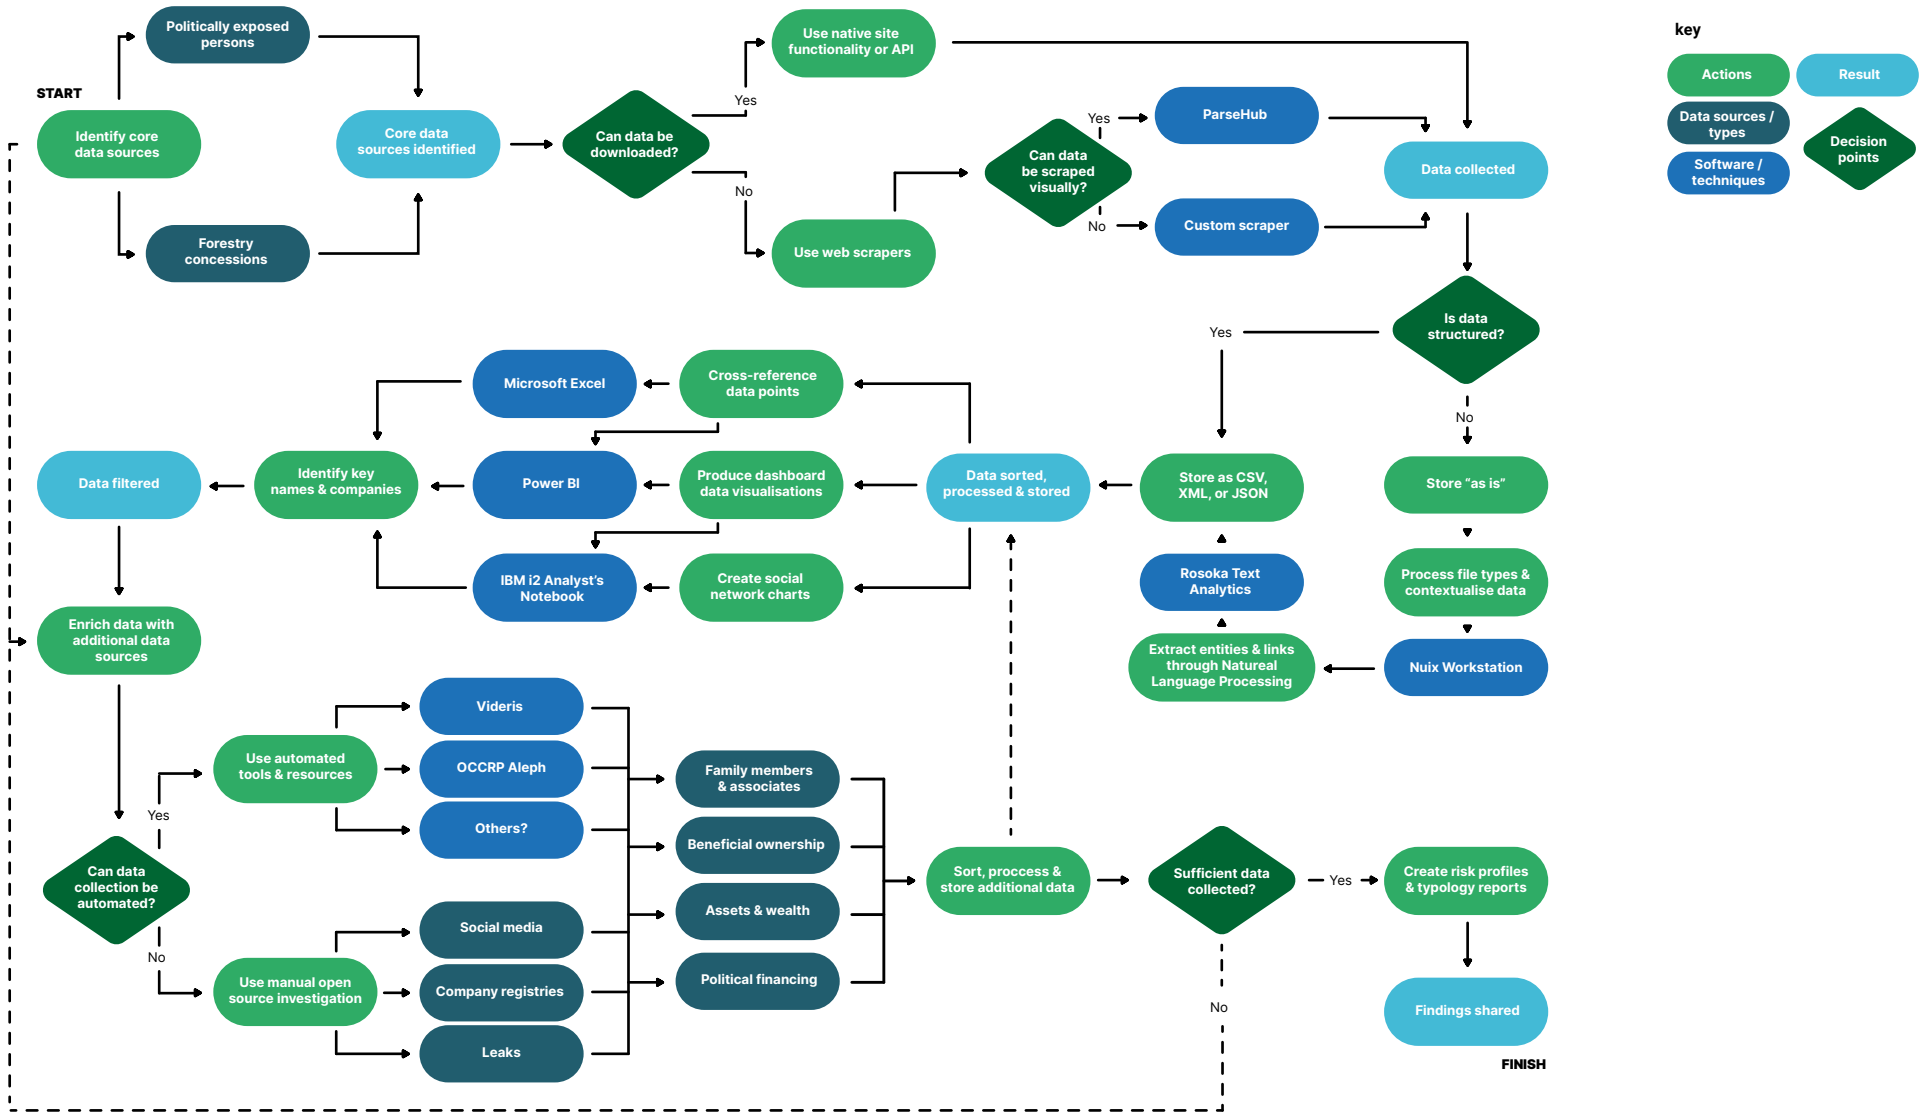 START
Politically exposed
persons
Identify core
data sources
Forestry
concessions
Core data
sources identified
Can data be
downloaded?
Yes
No
Use native site
functionality or API
Use web scrapers
Can data
be scraped
visually?
Yes
No
ParseHub
Custom scraper
Data collected
key
Actions
Result
Data sources /
types
Software /
techniques
Decision
points
Is data
structured?
Yes
No
Store “as is”
Process file types &
contextualise data
Nuix Workstation
Extract entities & links
through Natureal
Language Processing
Rosoka Text
Analytics
Store as CSV,
XML, or JSON
Data sorted,
processed & stored
Cross-reference
data points
Produce dashboard
data visualisations
Create social
network charts
Microsoft Excel
Power BI
IBM i2 Analyst’s
Notebook
Identify key
names & companies
Data filtered
Enrich data with
additional data
sources
Can data
collection be
automated?
Yes
No
Use automated
tools & resources
Use manual open
source investigation
Videris
OCCRP Aleph
Others?
Social media
Company registries
Leaks
Family members
& associates
Beneficial ownership
Assets & wealth
Political financing
Sort, proccess &
store additional data
Sufficient data
collected?
Yes
No
Create risk profiles
& typology reports
Findings shared
FINISH